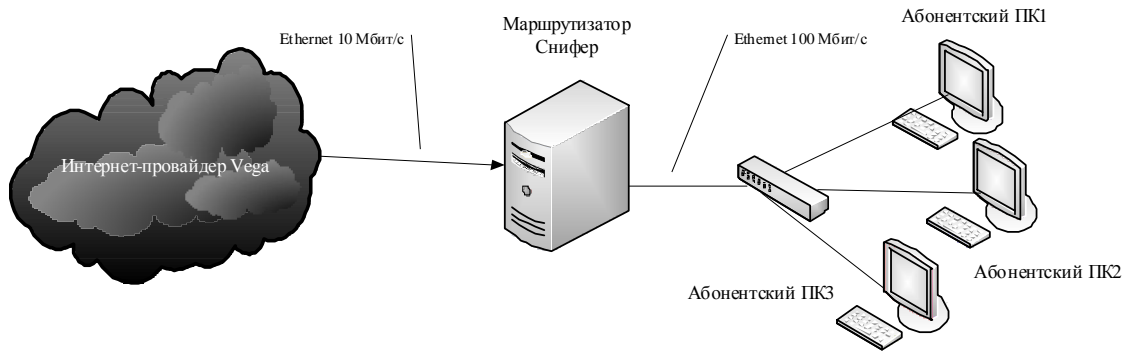 Абонентский ПК1
Маршрутизатор
Снифер
Ethernet 10 Мбит/с
Ethernet 100 Мбит/с
Интернет-провайдер Vega
Абонентский ПК2
Абонентский ПК3